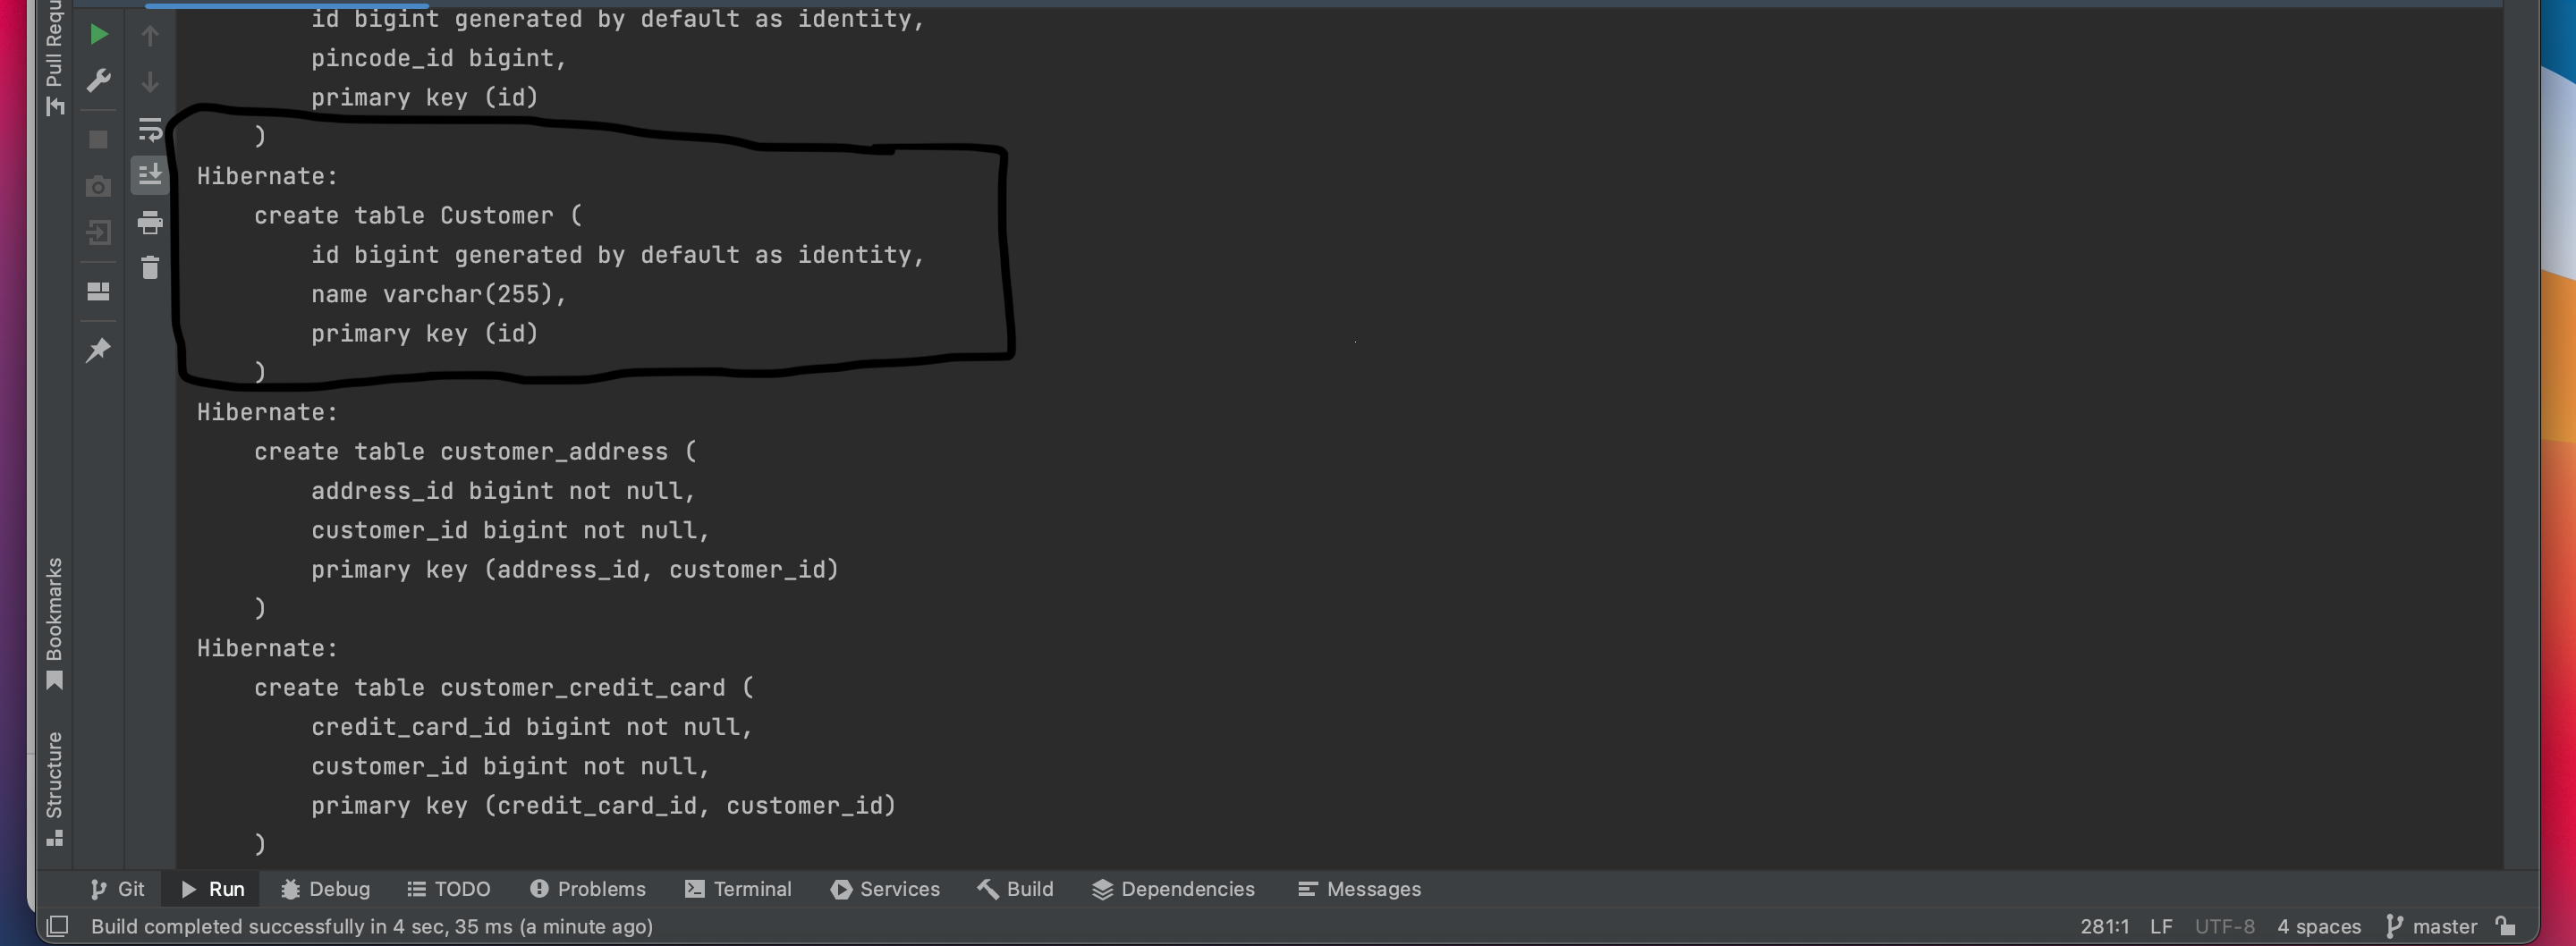 Pull Requ
Bookmarks
Structure
id bigint generated by default as identity,
pincode_id bigint,
primary key (id)
)
Hibernate:
create table Customer (
id bigint generated by default as identity,
name varchar(255),
primary key (id)
)
Hibernate:
create table customer_address (
address_id bigint not null,
customer_id bigint not null,
primary key (address_id, customer_id)
)
Hibernate:
create table customer_credit_card (
credit_card_id bigint not null,
customer_id bigint not null,
primary key (credit_card_id, customer_id)
)
Git Run Debug TODO Problems Terminal Services Build Dependencies Messages
Build completed successfully in 4 sec, 35 ms (a minute ago) 281:1 LF UTF-8 4 spaces master